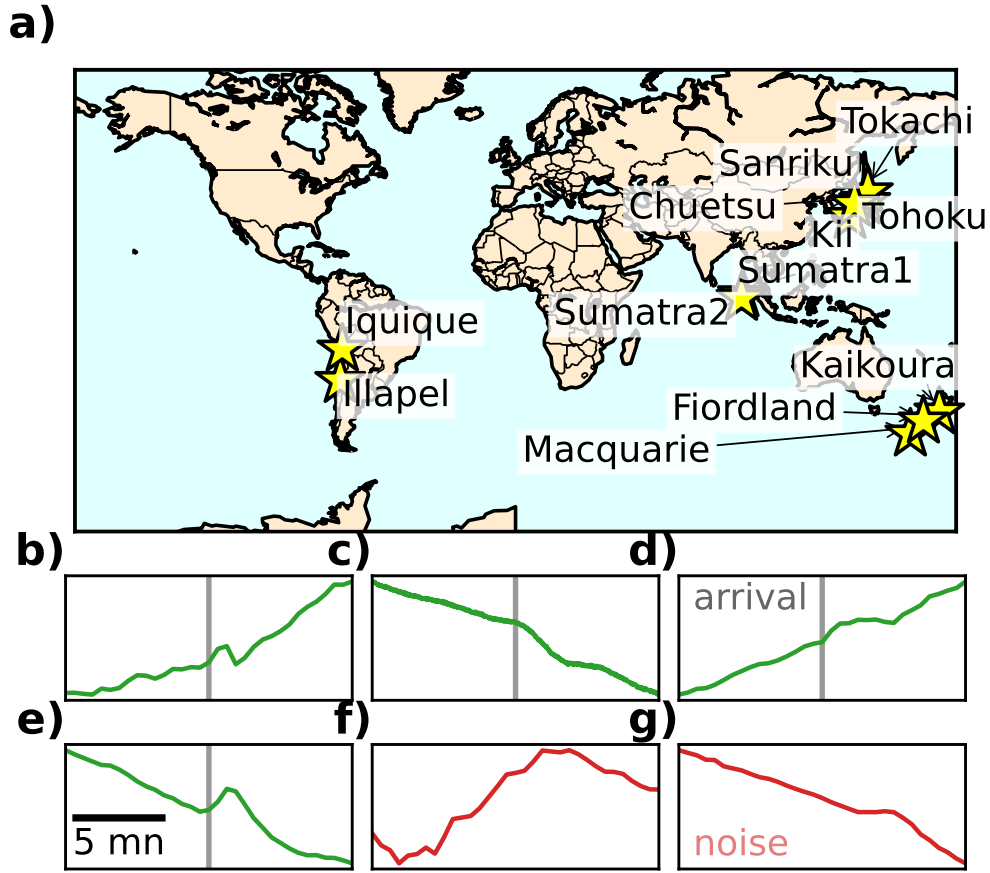 a)
Tokachi
Sanriku
Chuetsu
Tohoku
Kii
Sumatra1
Sumatra2
Iquique
Kaikoura
Illapel
Fiordland
Macquarie
b)
c)
d)
arrival
e)
f)
g)
5 mn
noise